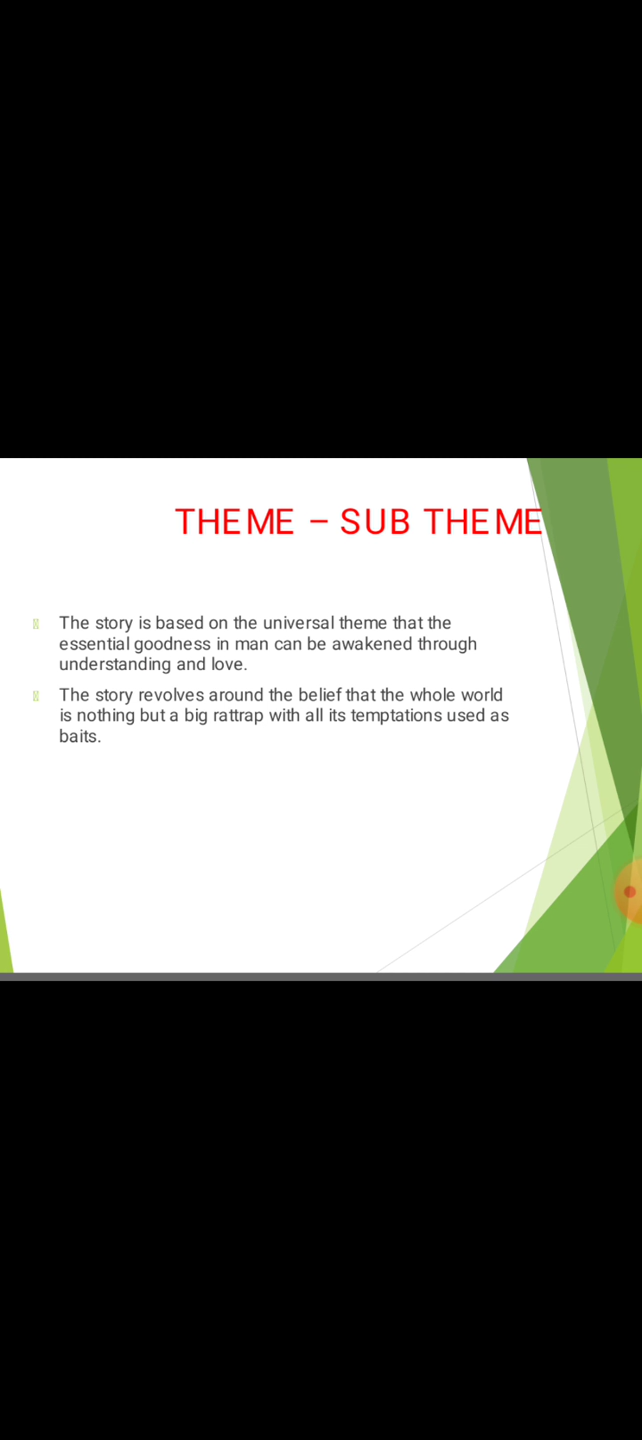 THEME – SUB THEME
The story is based on the universal theme that the
essential goodness in man can be awakened through
understanding and love.
The story revolves around the belief that the whole world
is nothing but a big rattrap with all its temptations used as
baits.